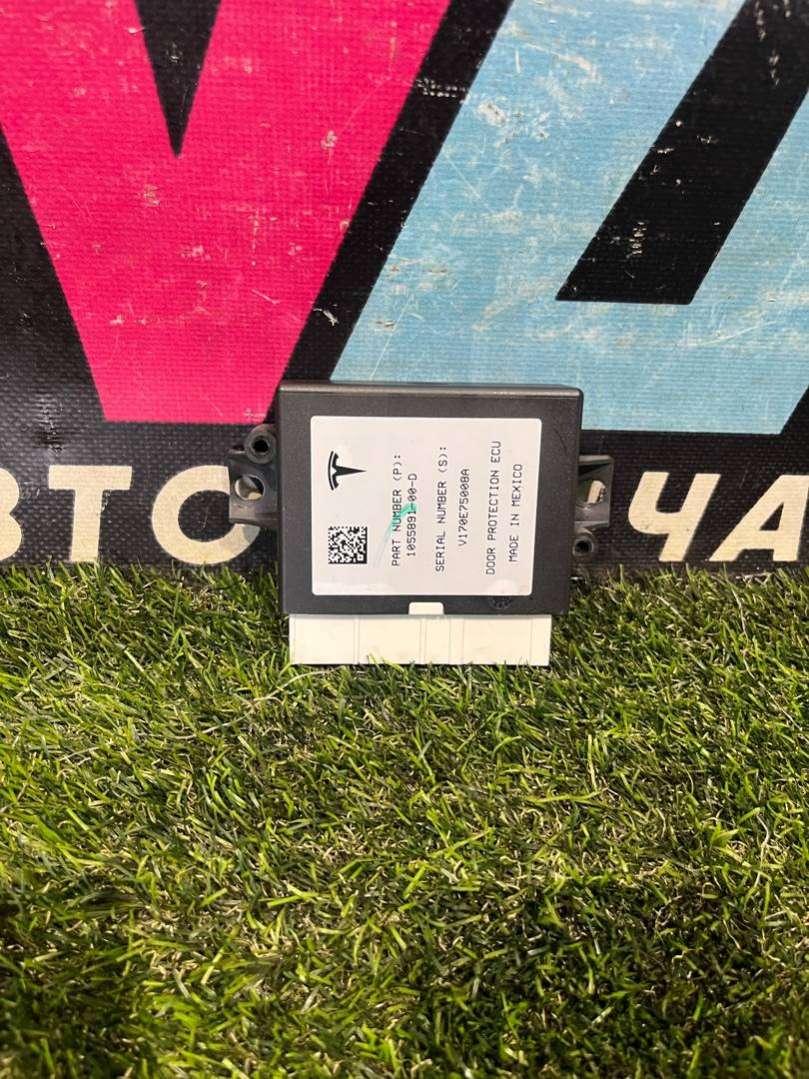 ВТО ЧА
PART NUMBER (P):
1055891-00-D
SERIAL NUMBER (S):
V170E75008A
DOOR PROTECTION ECU
MADE IN MEXICO